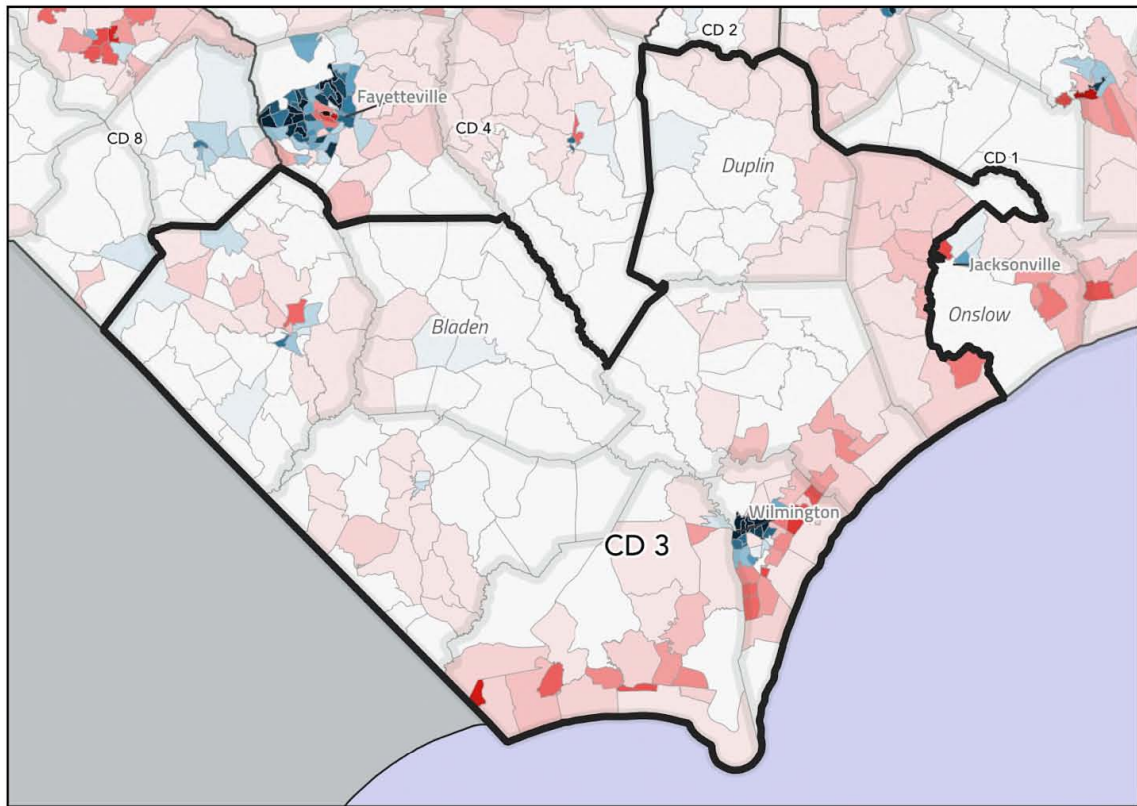 CD 2
Fayetteville
CD 4
CD 8
Duplin
CD 1
Jacksonville
Bladen
Onslow
Wilmington
CD 3